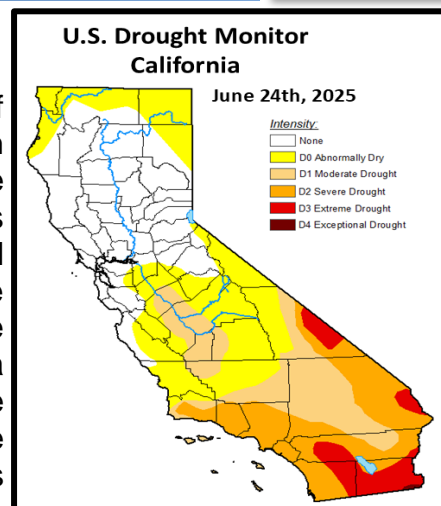 U.S. Drought Monitor
California
June 24th, 2025
Intensity:
None
D0 Abnormally Dry
D1 Moderate Drought
D2 Severe Drought
D3 Extreme Drought
D4 Exceptional Drought